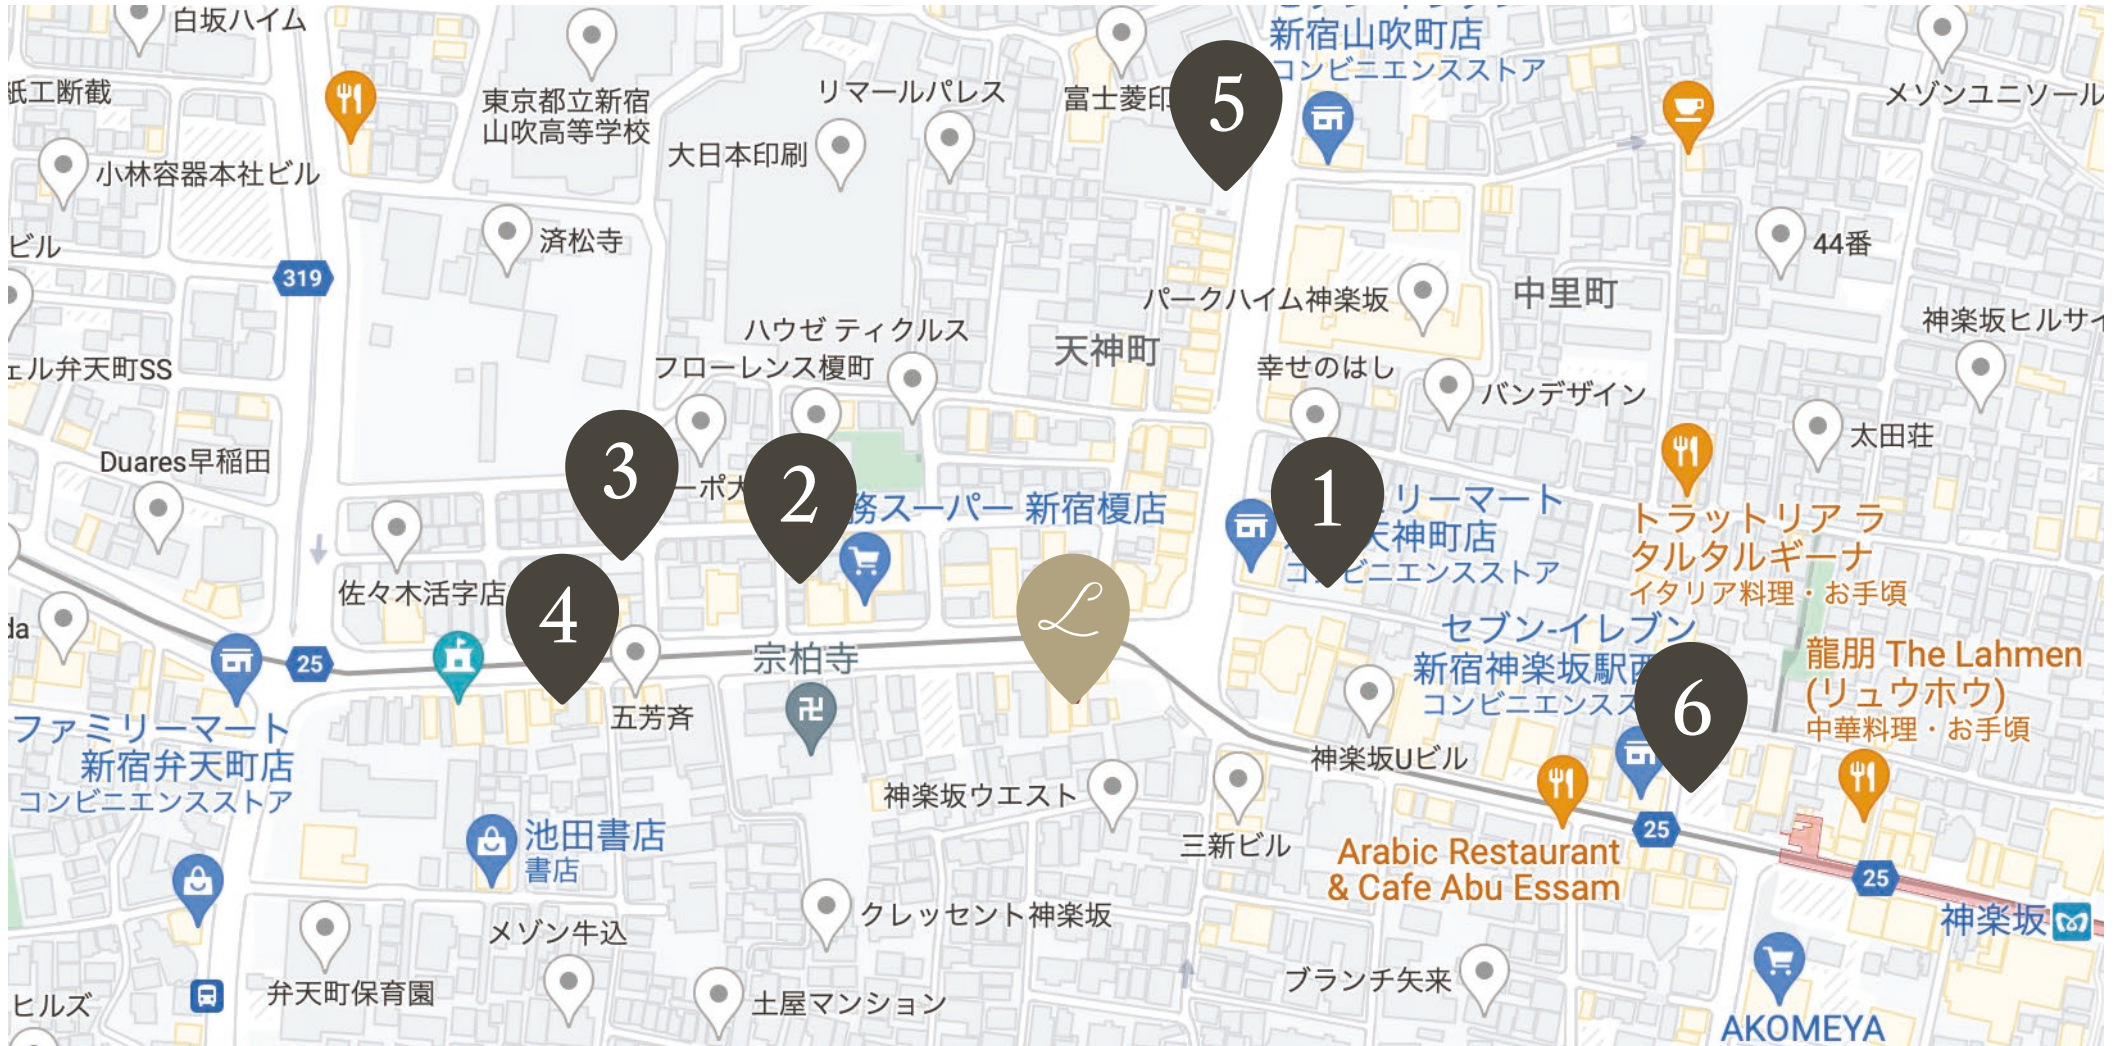 白坂ハイム
新宿山吹町店
コンビニエンスストア
紙工断截
東京都立新宿
山吹高等学校
リマールパレス
富士菱印
5
メゾンユニソール
大日本印刷
小林容器本社ビル
済松寺
ビル
44番
319
パークハイム神楽坂
中里町
ハウゼ ティクルス
天神町
神楽坂ヒルサイ
フローレンス榎町
幸せのはし
ェル弁天町SS
バンデザイン
太田荘
Duares早稲田
3
ーポ大
2
務スーパー 新宿榎店
1
リーマート
天神町店
コンビニエンスストア
トラットリア ラ
タルタルギーナ
イタリア料理・お手頃
佐々木活字店
4
L
da
セブン-イレブン
新宿神楽坂駅西
コンビニエンスス
6
龍朋 The Lahmen
(リュウホウ)
中華料理・お手頃
25
宗柏寺
五芳斉
ファミリーマート
新宿弁天町店
コンビニエンスストア
神楽坂Uビル
神楽坂ウエスト
三新ビル
25
池田書店
書店
Arabic Restaurant
& Cafe Abu Essam
25
神楽坂
クレッセント神楽坂
メゾン牛込
弁天町保育園
土屋マンション
ブランチ矢来
ヒルズ
AKOMEYA